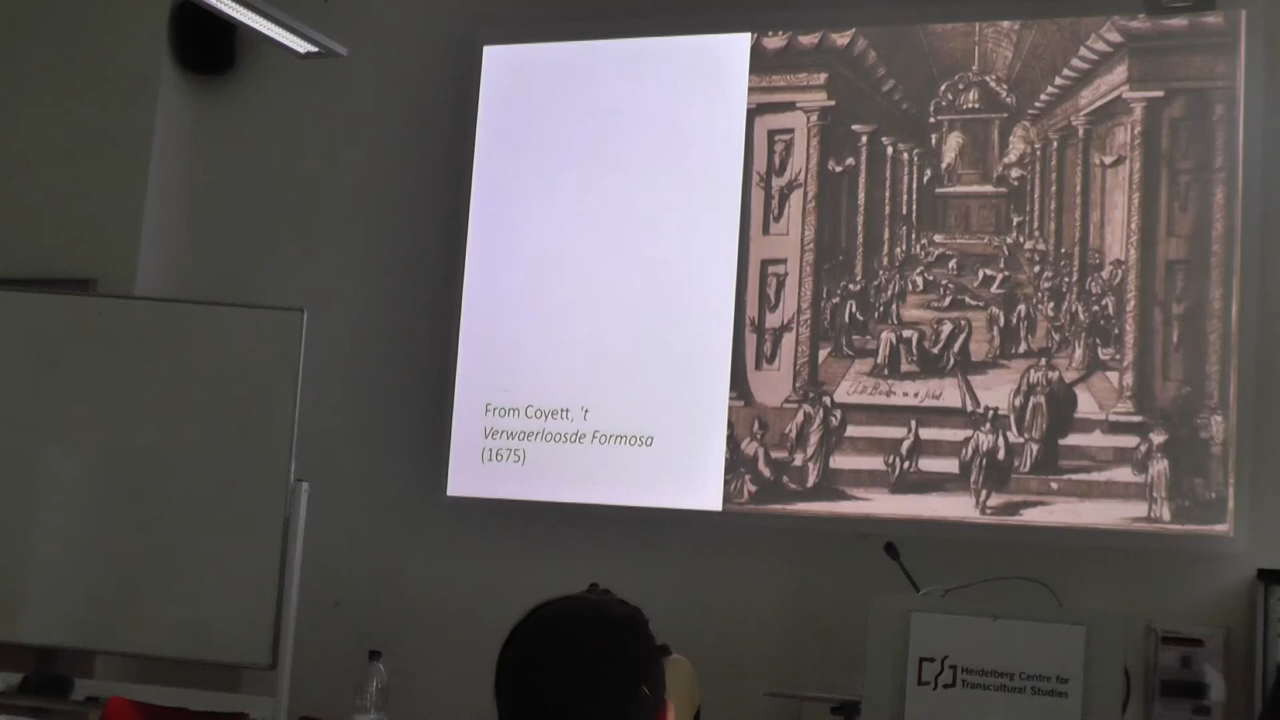 From Coyett, 't
Verwaerloosde Formosa
(1675)
Heidelberg Centre for
Transcultural Studies